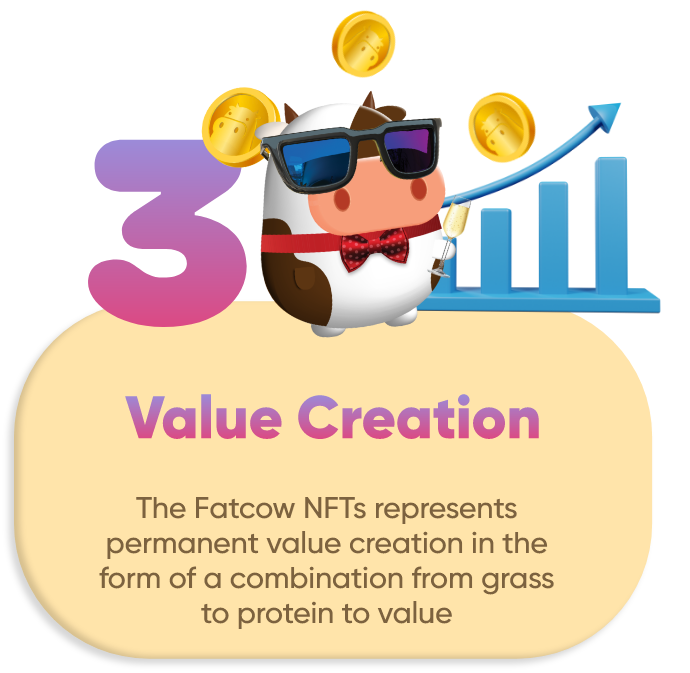 3
Value Creation
The Fatcow NFTs represents
permanent value creation in the
form of a combination from grass
to protein to value